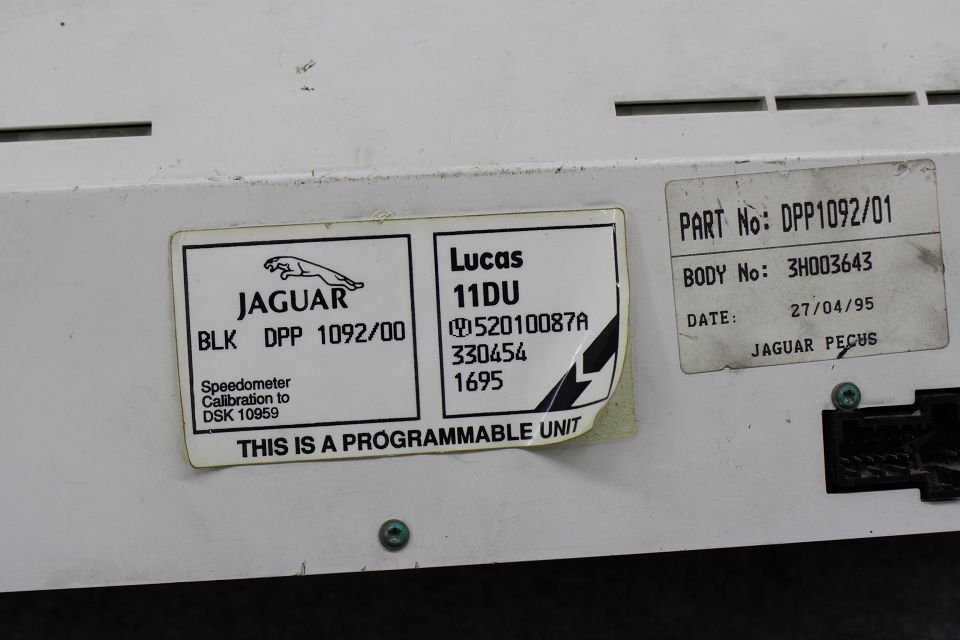 JAGUAR
BLK DPP 1092/00
Speedometer
Calibration to
DSK 10959
Lucas
11DU
Ⓨ52010087A
330454
1695
THIS IS A PROGRAMMABLE UNIT
PART No: DPP1092/01
BODY No: 3H003643
DATE: 27/04/95
JAGUAR PECUS